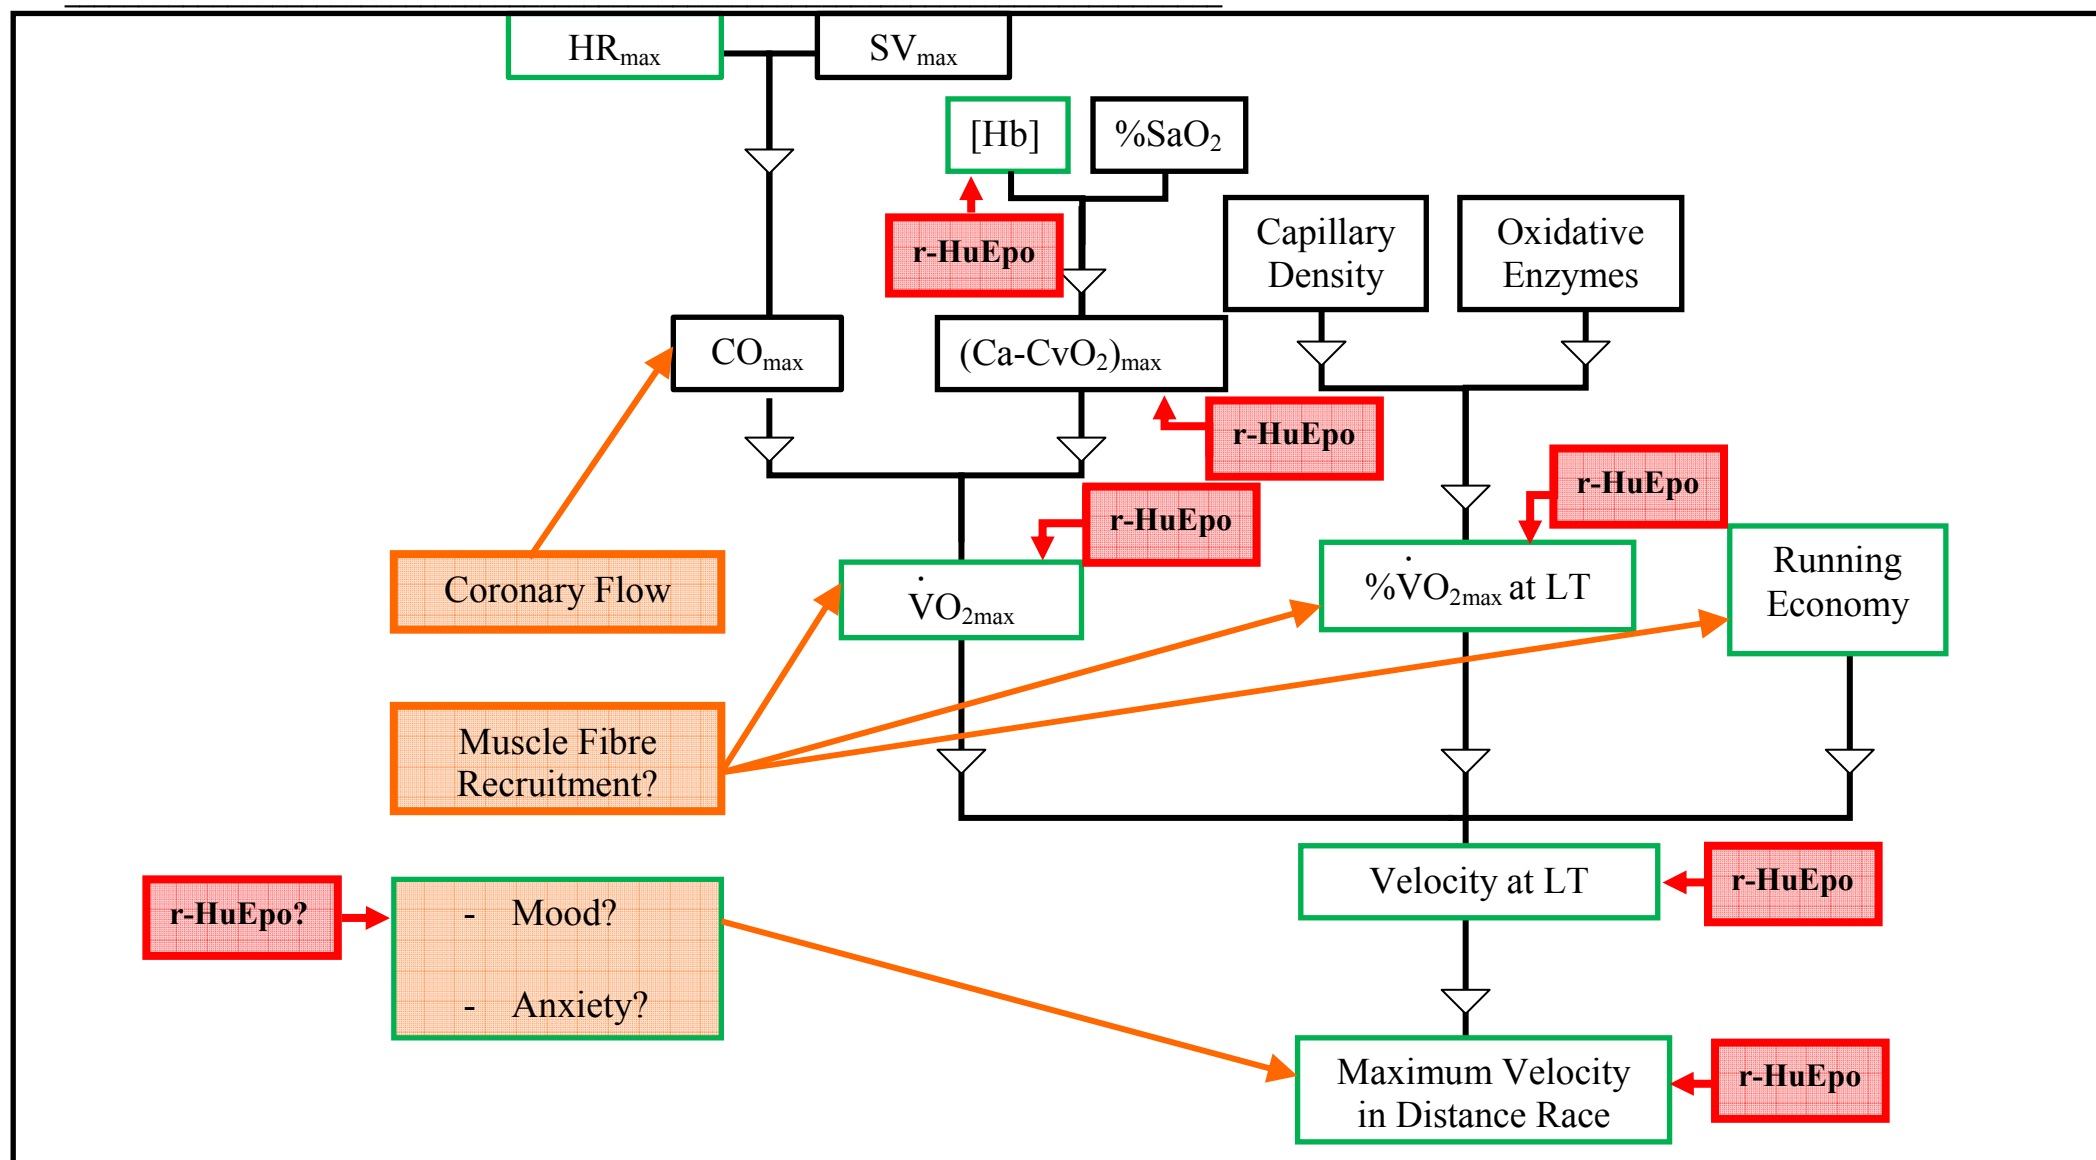 HRmax
SVmax
[Hb]
%SaO2
r-HuEpo
Capillary
Density
Oxidative
Enzymes
COmax
(Ca-CvO2)max
r-HuEpo
r-HuEpo
r-HuEpo
Coronary Flow
V̇O2max
%V̇O2max at LT
Running
Economy
Muscle Fibre
Recruitment?
Velocity at LT
r-HuEpo
r-HuEpo?
- Mood?
- Anxiety?
Maximum Velocity
in Distance Race
r-HuEpo